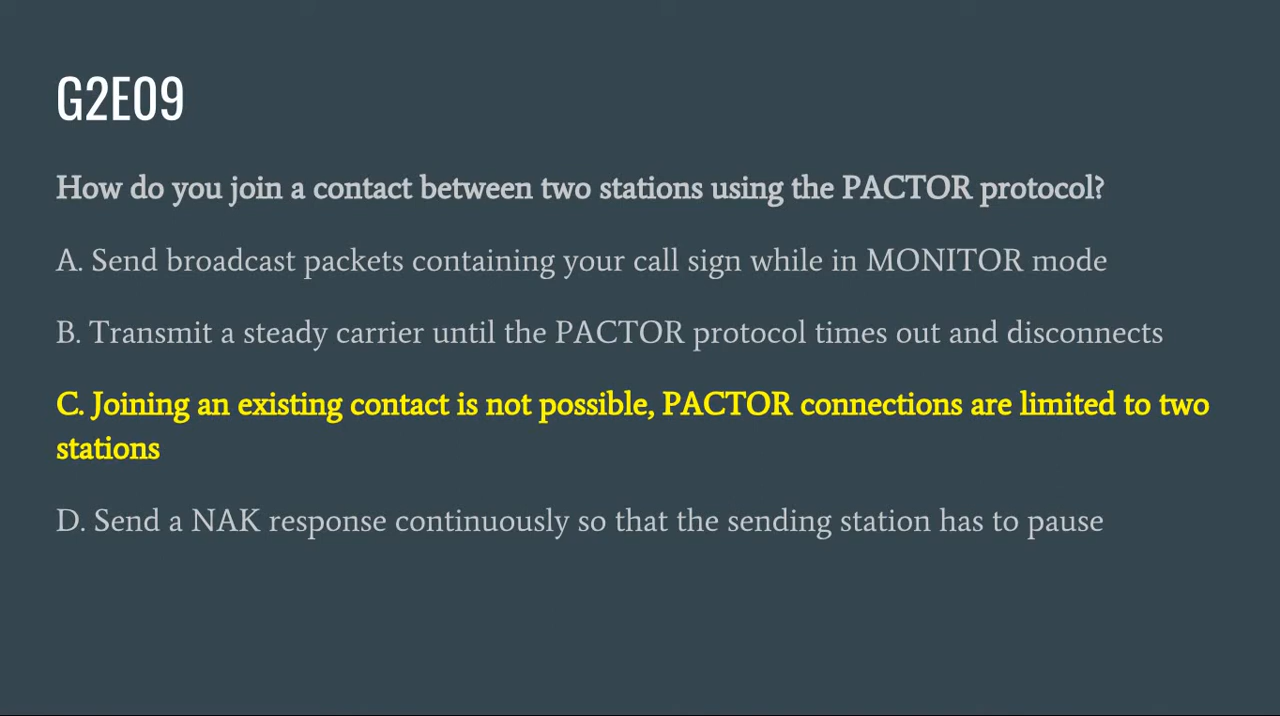 G2E09
How do you join a contact between two stations using the PACTOR protocol?
A. Send broadcast packets containing your call sign while in MONITOR mode
B. Transmit a steady carrier until the PACTOR protocol times out and disconnects
C. Joining an existing contact is not possible, PACTOR connections are limited to two
stations
D. Send a NAK response continuously so that the sending station has to pause